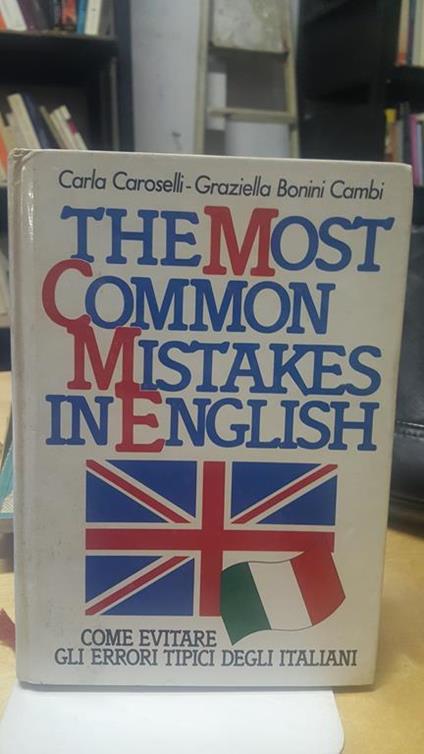 Carla Caroselli - Graziella Bonini Cambi
THE MOST
COMMON
MISTAKES
IN ENGLISH
COME EVITARE
GLI ERRORI TIPICI DEGLI ITALIANI